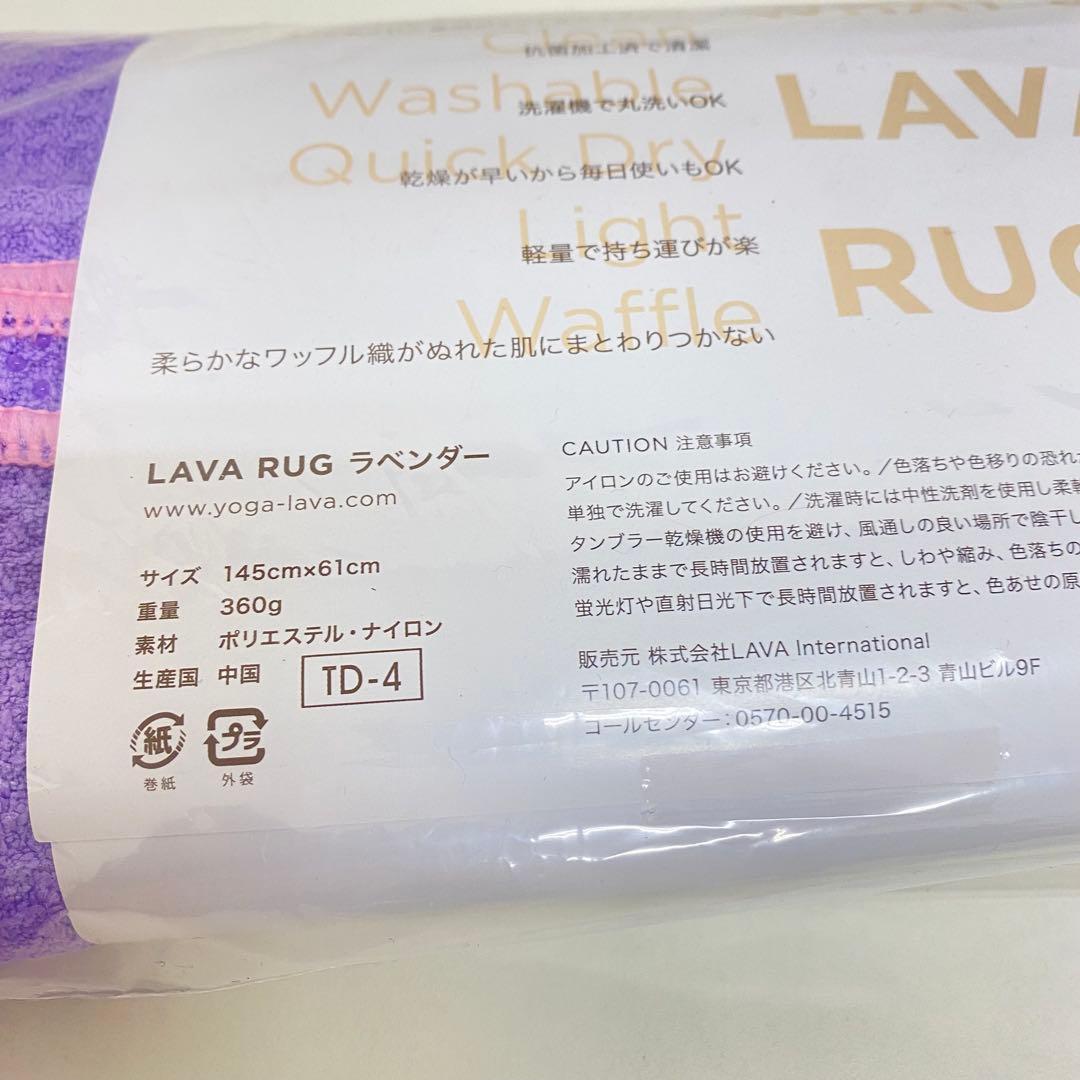 Clean
抗菌加工済で清潔
Washable
洗濯機で丸洗いOK
Quick Dry
乾燥が早いから毎日使いもOK
Light
軽量で持ち運びが楽
Waffle
柔らかなワッフル織がぬれた肌にまとわりつかない
LAVA
RUG
LAVA RUG ラベンダー
www.yoga-lava.com
サイズ 145cm×61cm
重量 360g
素材 ポリエステル・ナイロン
生産国 中国
TD-4
紙
巻紙
プラ
外袋
CAUTION 注意事項
アイロンのご使用はお避けください。/色落ちや色移りの恐れ
単独で洗濯してください。/洗濯時には中性洗剤を使用し柔軟
タンブラー乾燥機の使用を避け、風通しの良い場所で陰干し
濡れたままで長時間放置されますと、しわや縮み、色落ちの
蛍光灯や直射日光下で長時間放置されますと、色あせの原
販売元 株式会社LAVA International
〒107-0061 東京都港区北青山1-2-3 青山ビル9F
コールセンター:0570-00-4515